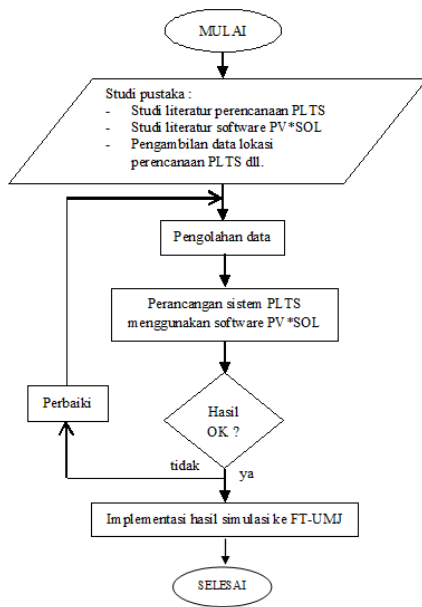 MULAI
Studi pustaka :
- Studi literatur perencanaan PLTS
- Studi literatur software PV*SOL
- Pengambilan data lokasi
perencanaan PLTS dll.
Pengolahan data
Perancangan sistem PLTS
menggunakan software PV*SOL
Perbaiki
Hasil
OK ?
tidak
ya
Implementasi hasil simulasi ke FT-UMJ
SELESAI